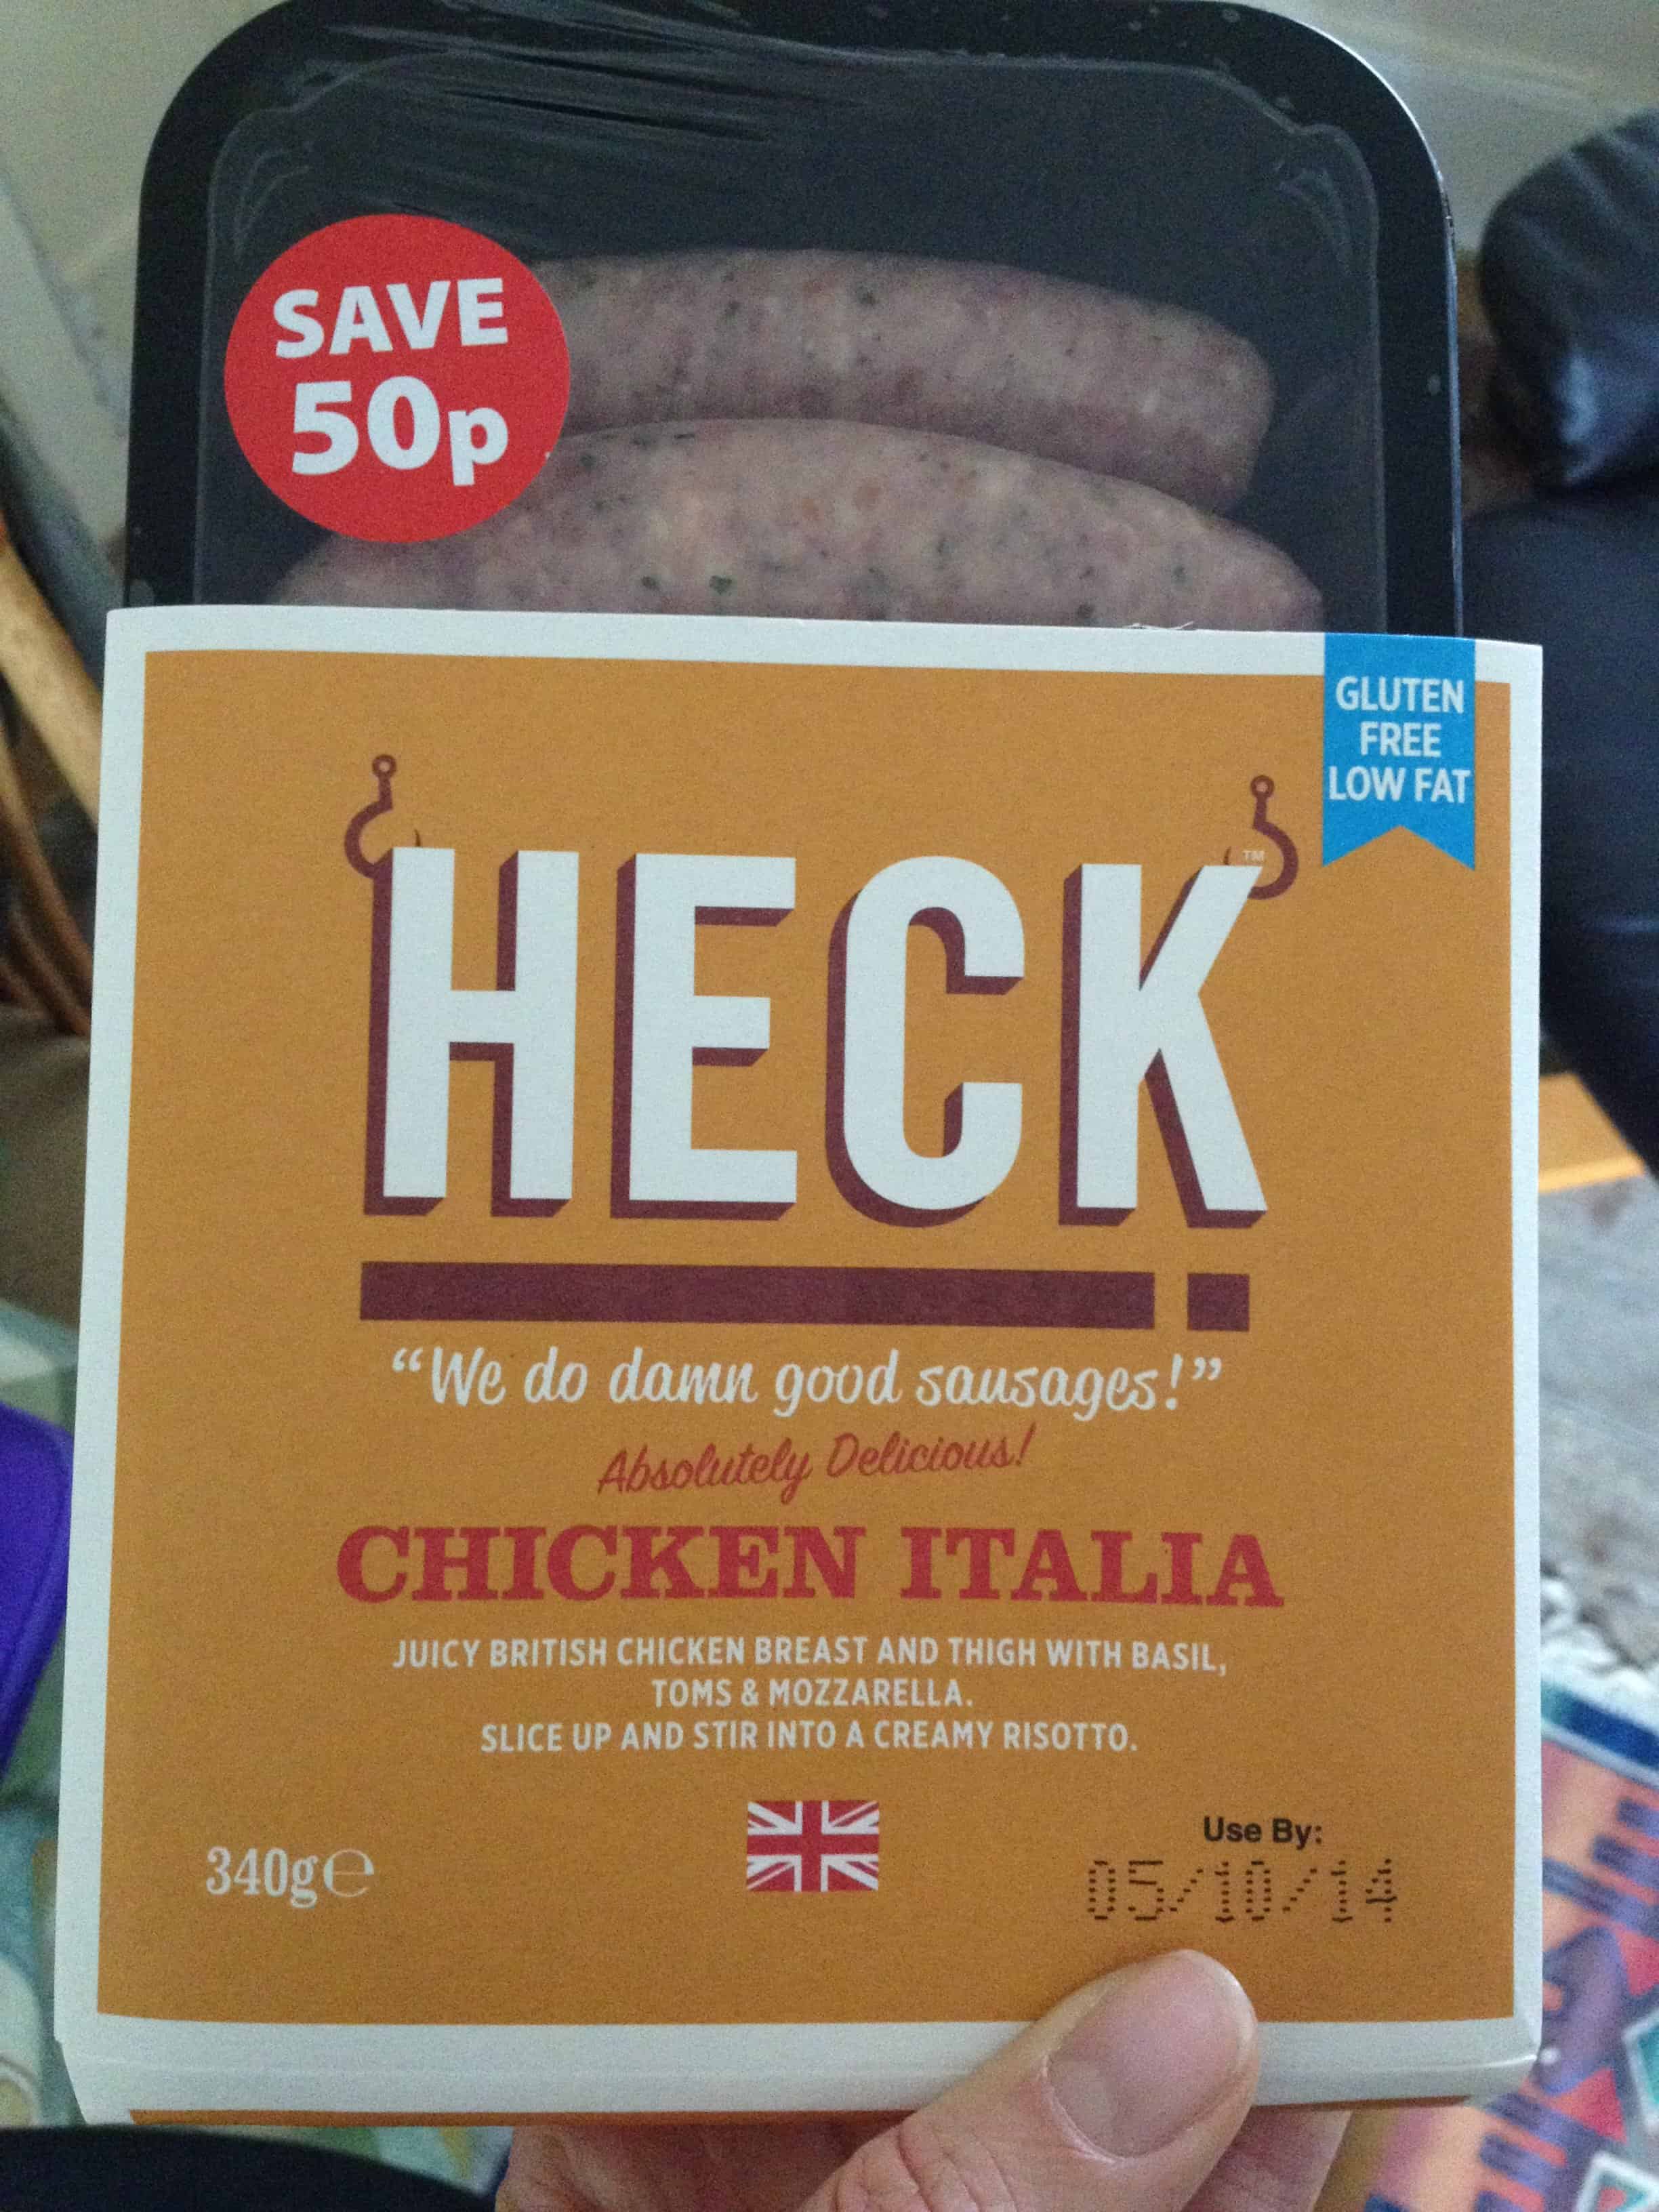 SAVE
50p
GLUTEN
FREE
LOW FAT
HECK™
“We do damn good sausages!”
Absolutely Delicious!
CHICKEN ITALIA
JUICY BRITISH CHICKEN BREAST AND THIGH WITH BASIL,
TOMS & MOZZARELLA.
SLICE UP AND STIR INTO A CREAMY RISOTTO.
340g℮
Use By:
05/10/14